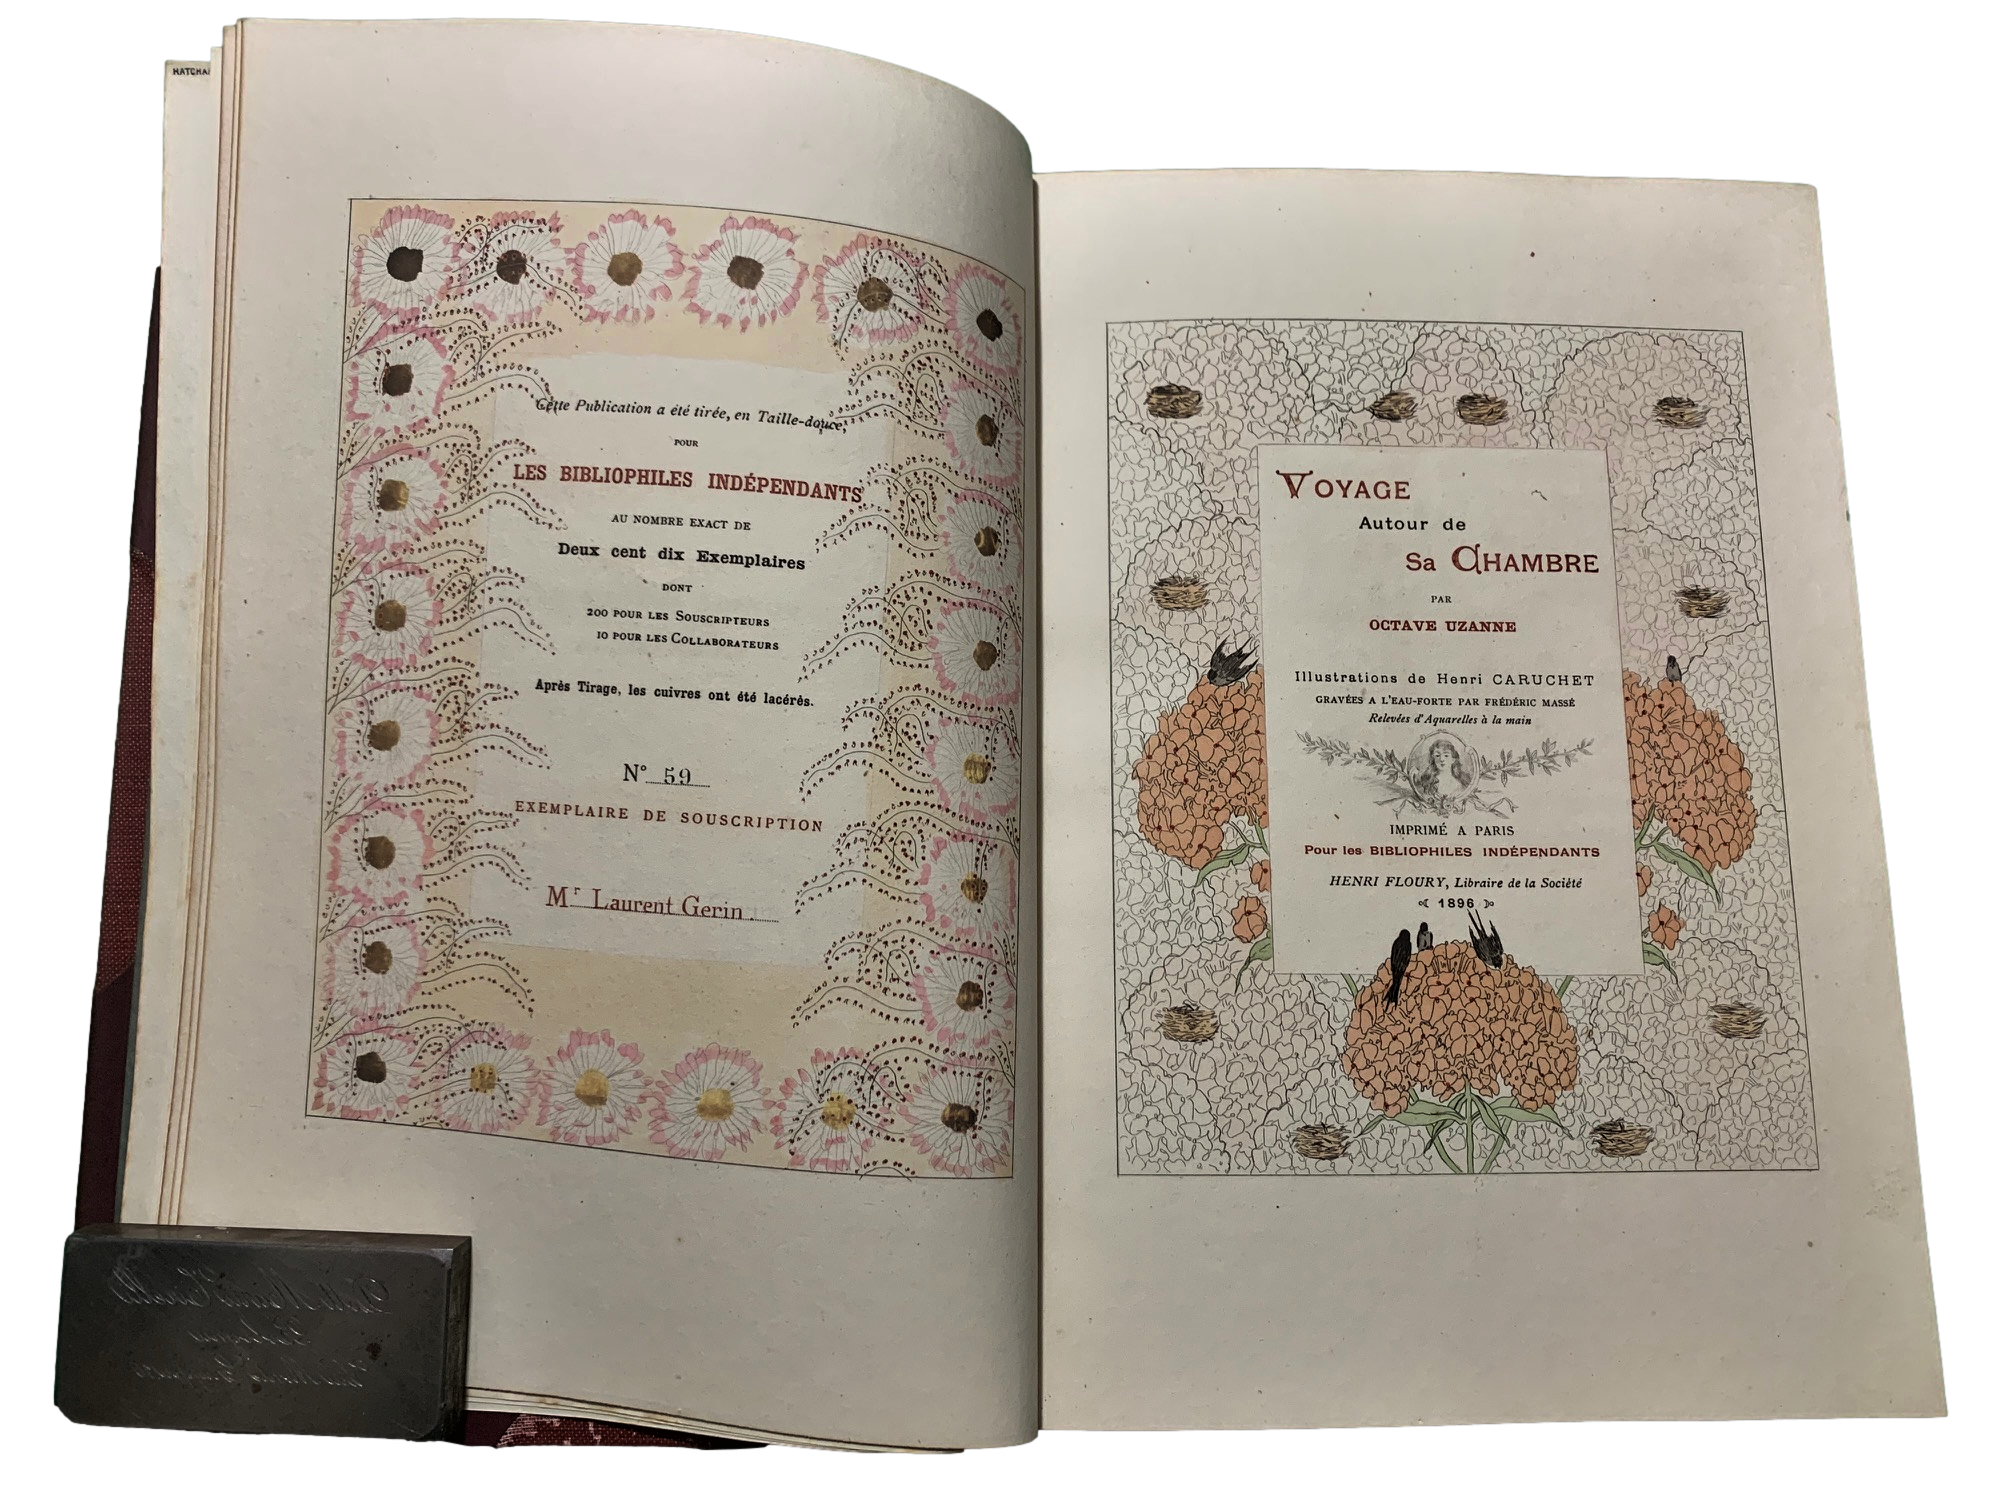 Cette Publication a été tirée, en Taille-douce,
POUR
LES BIBLIOPHILES INDÉPENDANTS
AU NOMBRE EXACT DE
Deux cent dix Exemplaires
DONT
200 POUR LES SOUSCRIPTEURS
10 POUR LES COLLABORATEURS
Après Tirage, les cuivres ont été lacérés.
N° 59
EXEMPLAIRE DE SOUSCRIPTION
Mr Laurent Gerin
VOYAGE
Autour de
Sa CHAMBRE
PAR
OCTAVE UZANNE
Illustrations de Henri CARUCHET
GRAVÉES A L'EAU-FORTE PAR FRÉDÉRIC MASSÉ
Relevées d'Aquarelles à la main
IMPRIMÉ A PARIS
Pour les BIBLIOPHILES INDÉPENDANTS
HENRI FLOURY, Libraire de la Société
1896